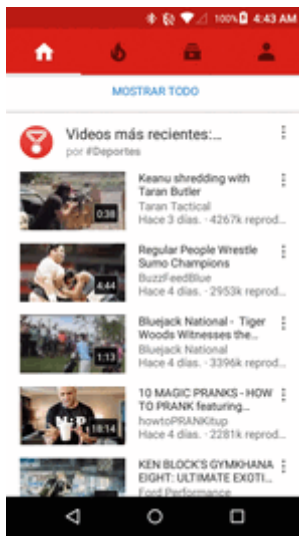 100% 4:43 AM
MOSTRAR TODO
Videos más recientes:...
por #Deportes
Keanu shredding with
Taran Butler
Taran Tactical
Hace 3 días. · 4267k reprod...
0:38
Regular People Wrestle
Sumo Champions
BuzzFeedBlue
Hace 4 días. · 2953k reprod...
4:44
Bluejack National - Tiger
Woods Witnesses the...
Bluejack National
Hace 4 días. · 3396k reprod...
1:13
10 MAGIC PRANKS - HOW
TO PRANK featuring...
howtoPRANKitup
Hace 4 días. · 2281k reprod...
18:14
KEN BLOCK'S GYMKHANA
EIGHT: ULTIMATE EXOTI...
Ford Performance